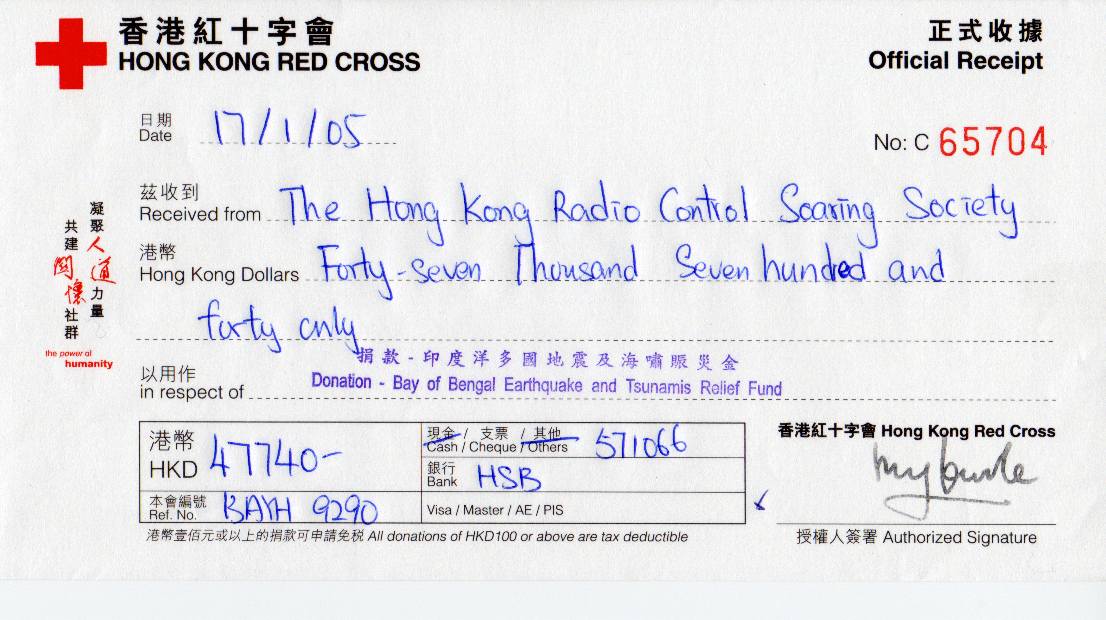 香港紅十字會
HONG KONG RED CROSS
正式收據
Official Receipt
日期
Date 17/1/05
No: C 65704
凝聚人道力量
共建關懷社群
the power of
humanity
茲收到
Received from The Hong Kong Radio Control Soaring Society
港幣
Hong Kong Dollars Forty-seven Thousand Seven hundred and
forty only
捐款-印度洋多國地震及海嘯賑災金
以用作
in respect of Donation - Bay of Bengal Earthquake and Tsunamis Relief Fund
港幣
HKD 47740-
現金 / 支票 / 其他
Cash / Cheque / Others 571066
銀行
Bank HSB
本會編號
Ref. No. BAYH 9290
Visa / Master / AE / PIS
香港紅十字會 Hong Kong Red Cross
港幣壹佰元或以上的捐款可申請免稅 All donations of HKD100 or above are tax deductible
授權人簽署 Authorized Signature